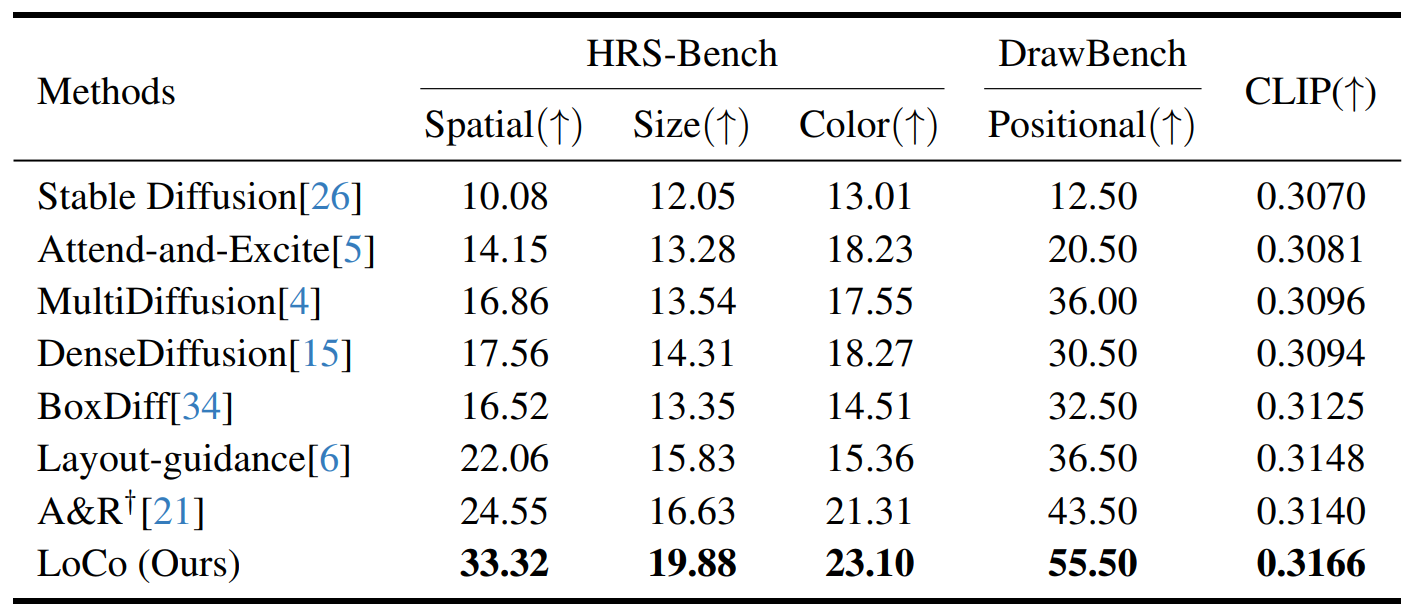 Methods HRS-Bench DrawBench CLIP(↑)
Spatial(↑) Size(↑) Color(↑) Positional(↑)
Stable Diffusion[26] 10.08 12.05 13.01 12.50 0.3070
Attend-and-Excite[5] 14.15 13.28 18.23 20.50 0.3081
MultiDiffusion[4] 16.86 13.54 17.55 36.00 0.3096
DenseDiffusion[15] 17.56 14.31 18.27 30.50 0.3094
BoxDiff[34] 16.52 13.35 14.51 32.50 0.3125
Layout-guidance[6] 22.06 15.83 15.36 36.50 0.3148
A&R†[21] 24.55 16.63 21.31 43.50 0.3140
LoCo (Ours) 33.32 19.88 23.10 55.50 0.3166